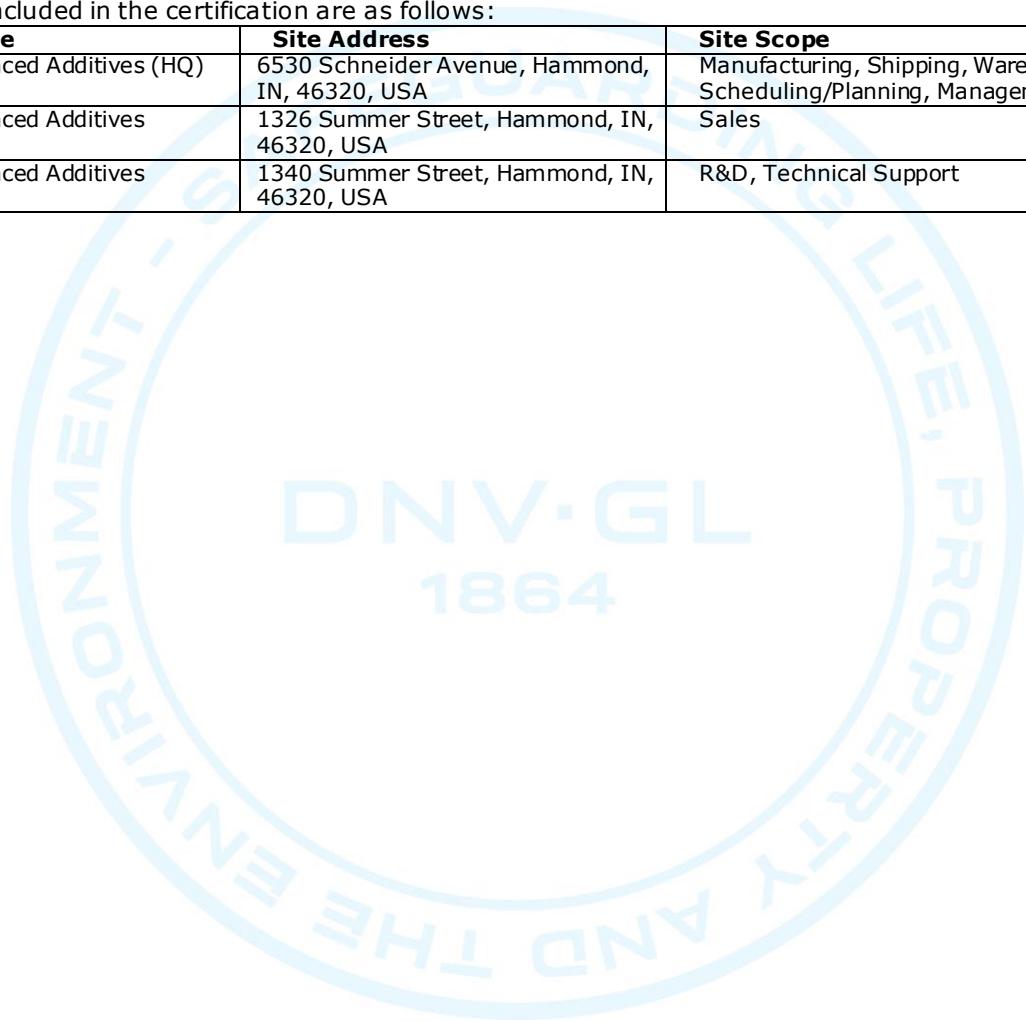 ncluded in the certification are as follows:
e Site Address Site Scope
ced Additives (HQ) 6530 Schneider Avenue, Hammond, Manufacturing, Shipping, Ware
IN, 46320, USA Scheduling/Planning, Manager
ced Additives 1326 Summer Street, Hammond, IN, Sales
46320, USA
ced Additives 1340 Summer Street, Hammond, IN, R&D, Technical Support
46320, USA
SAFEGUARDING LIFE, PROPERTY AND THE ENVIRONMENT -
DNV·GL
1864